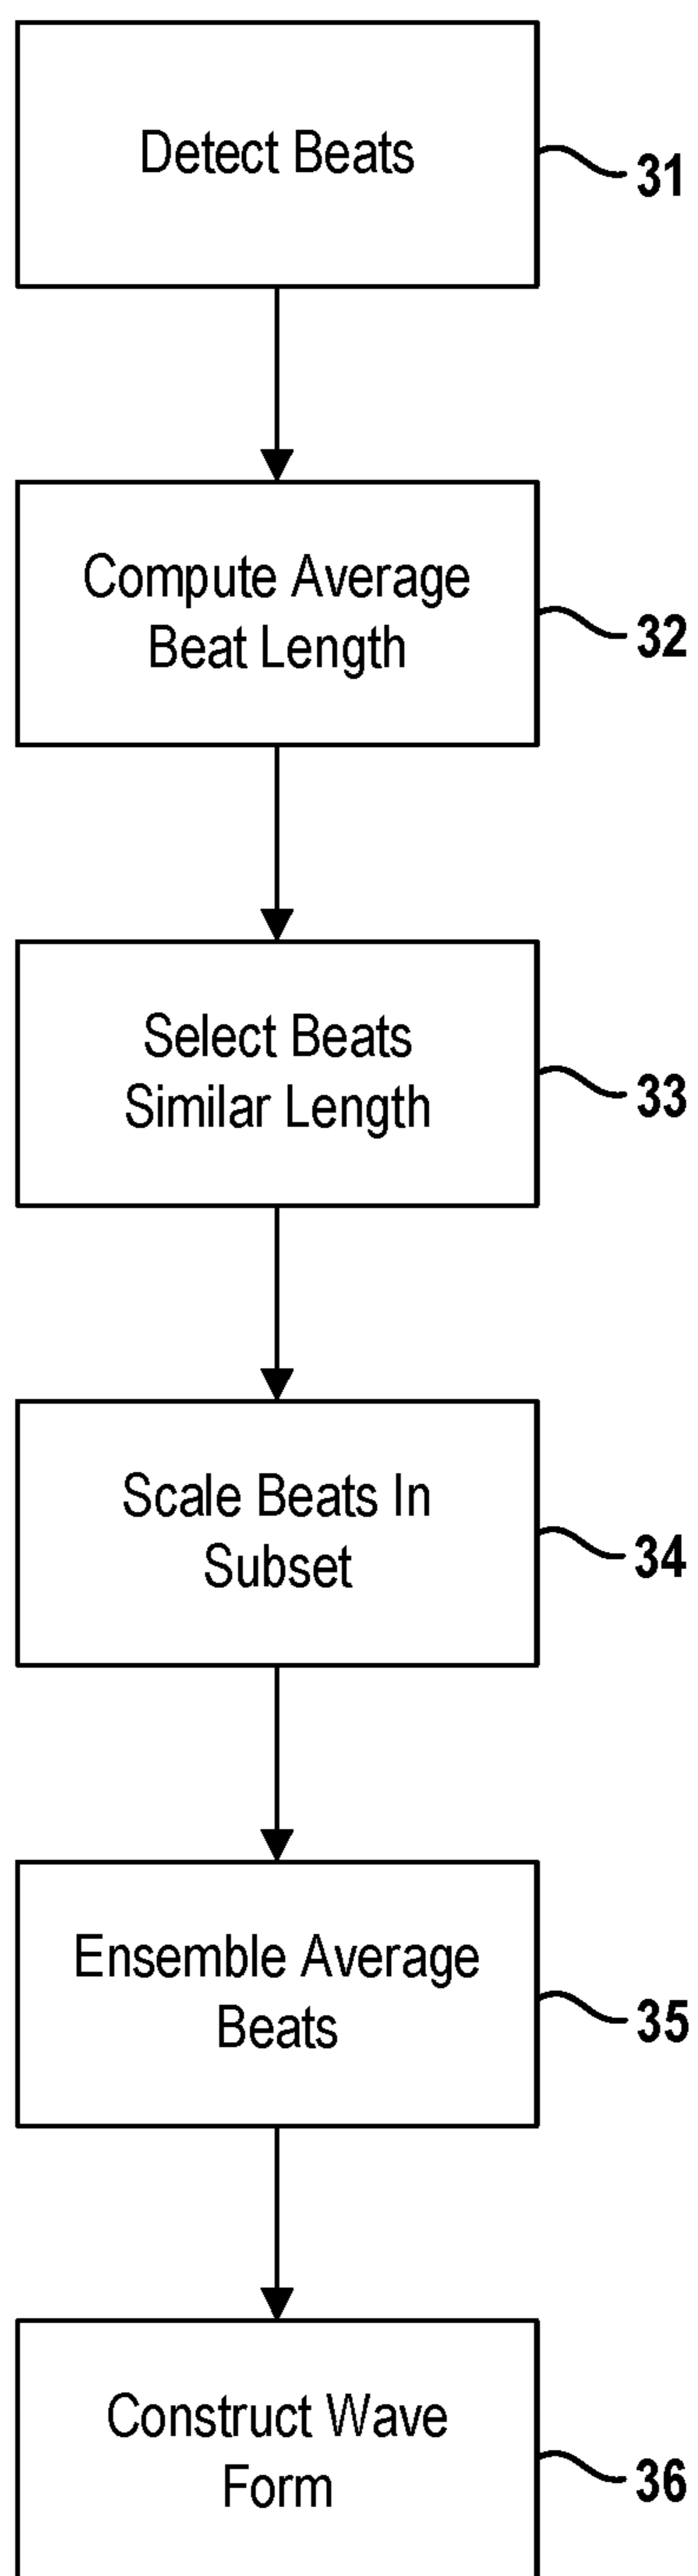 Detect Beats
31
Compute Average
Beat Length
32
Select Beats
Similar Length
33
Scale Beats In
Subset
34
Ensemble Average
Beats
35
Construct Wave
Form
36